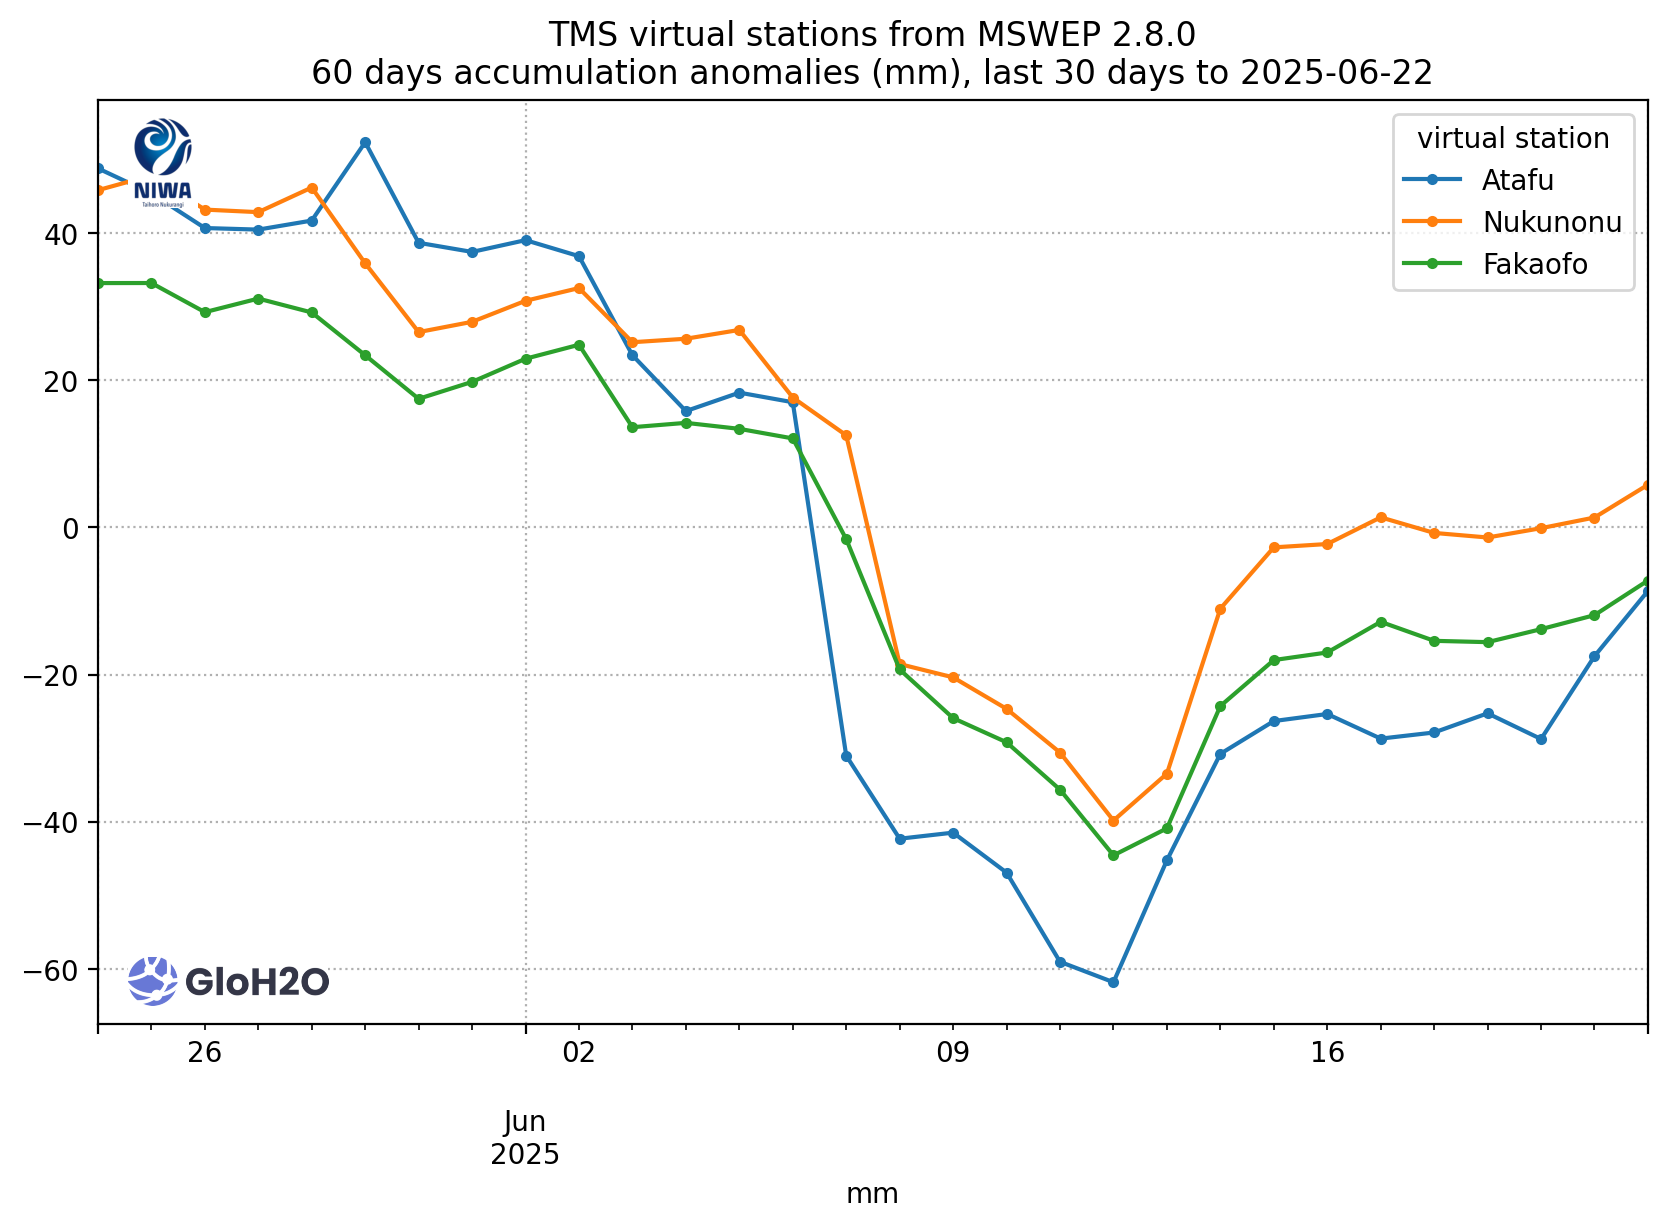 TMS virtual stations from MSWEP 2.8.0
60 days accumulation anomalies (mm), last 30 days to 2025-06-22
NIWA
Taihoro Nukurangi
virtual station
Atafu
Nukunonu
Fakaofo
40
20
0
−20
−40
−60
GloH2O
26
02
09
16
Jun
2025
mm